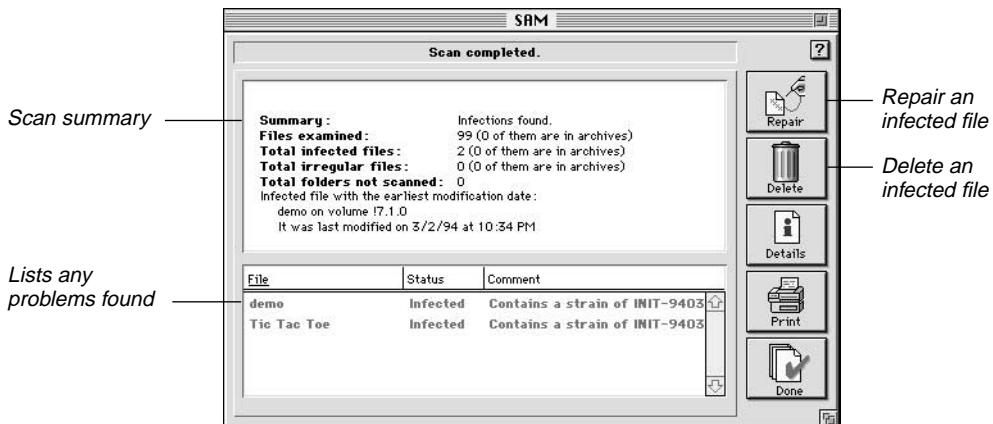 SAM
Scan completed.
?
Scan summary
Summary: Infections found.
Files examined: 99 (0 of them are in archives)
Total infected files: 2 (0 of them are in archives)
Total irregular files: 0 (0 of them are in archives)
Total folders not scanned: 0
Infected file with the earliest modification date:
demo on volume !7.1.0
It was last modified on 3/2/94 at 10:34 PM
Repair
Repair an
infected file
Delete
Delete an
infected file
Details
Print
Done
Lists any
problems found
File Status Comment
demo Infected Contains a strain of INIT-9403
Tic Tac Toe Infected Contains a strain of INIT-9403